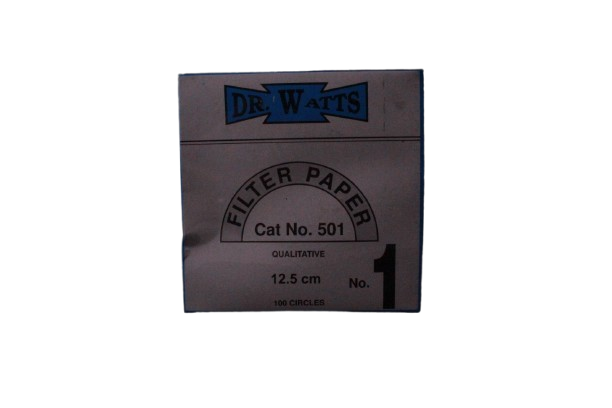 DR. WATTS
FILTER PAPER
Cat No. 501
QUALITATIVE
12.5 cm
No. 1
100 CIRCLES